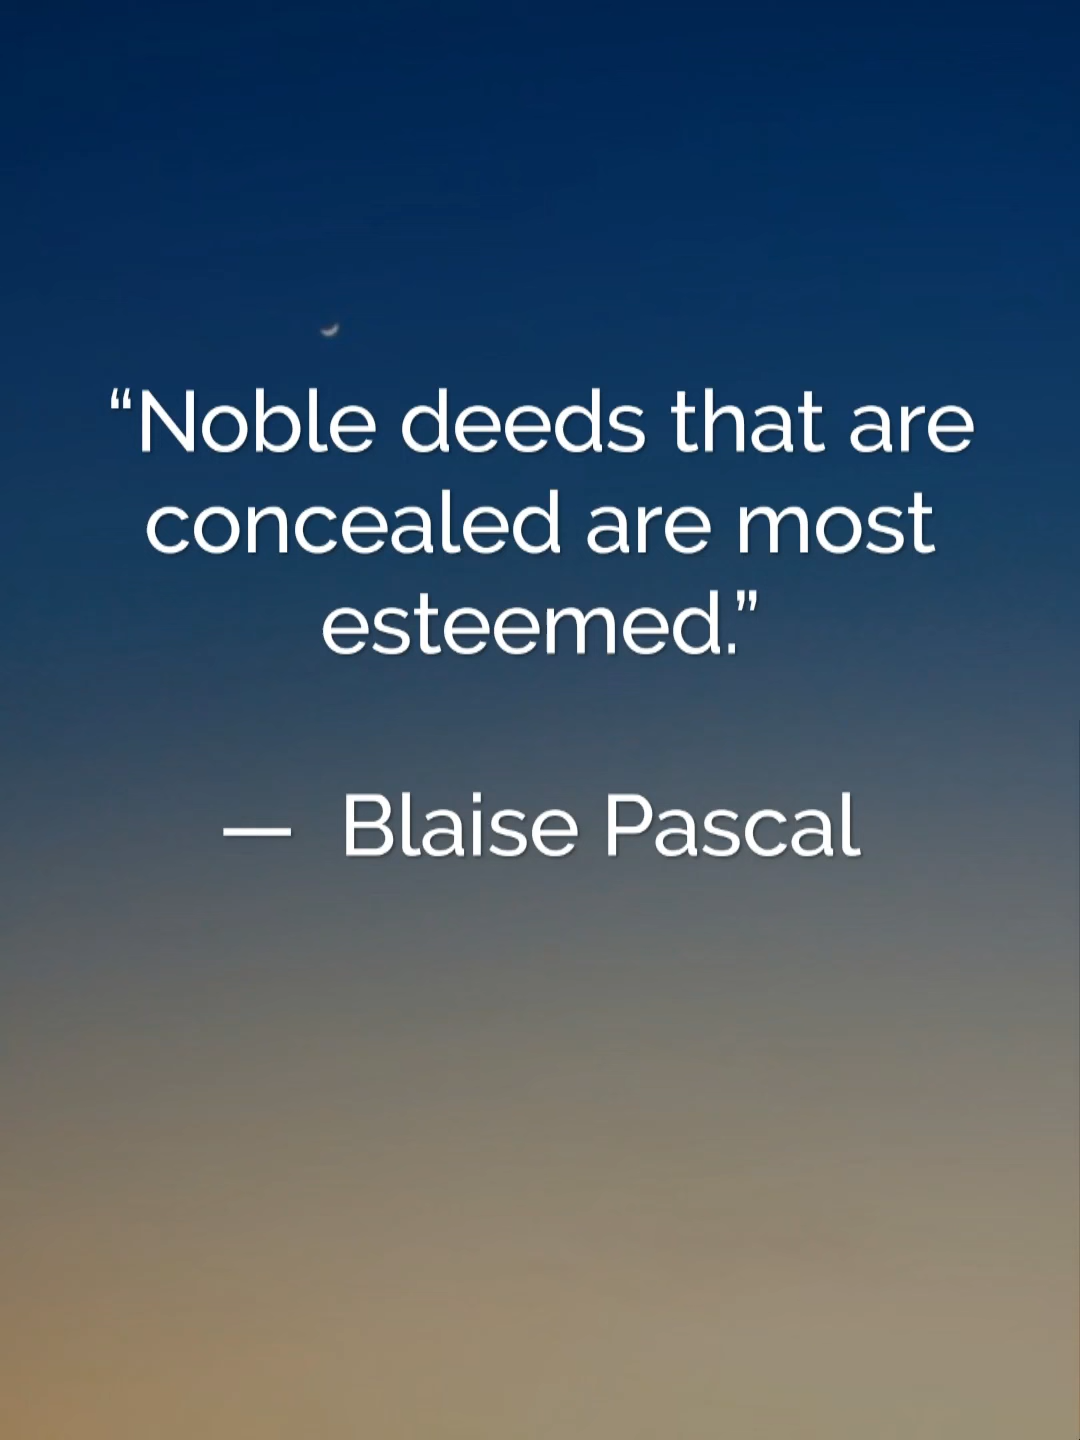 “Noble deeds that are
concealed are most
esteemed.”
—  Blaise Pascal